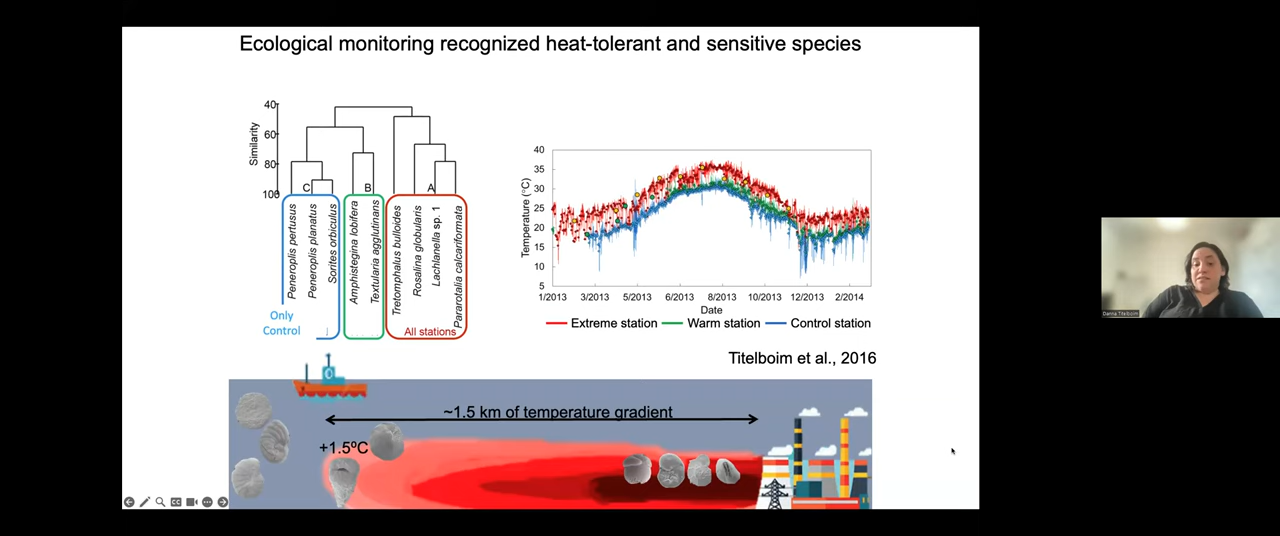 Ecological monitoring recognized heat-tolerant and sensitive species
Similarity
40
60
80
100
C
B
A
Peneroplis pertusus
Peneroplis planatus
Sorites orbiculus
Amphistegina lobifera
Textularia agglutinans
Tretomphalus bulloides
Rosalina globularis
Lachlanella sp. 1
Pararotalia calcariformata
Only
Control
All stations
Temperature (°C)
40
35
30
25
20
15
10
5
1/2013 3/2013 5/2013 6/2013 8/2013 10/2013 12/2013 2/2014
Date
Extreme station Warm station Control station
Titelboim et al., 2016
~1.5 km of temperature gradient
+1.5ºC
Danna Titelboim